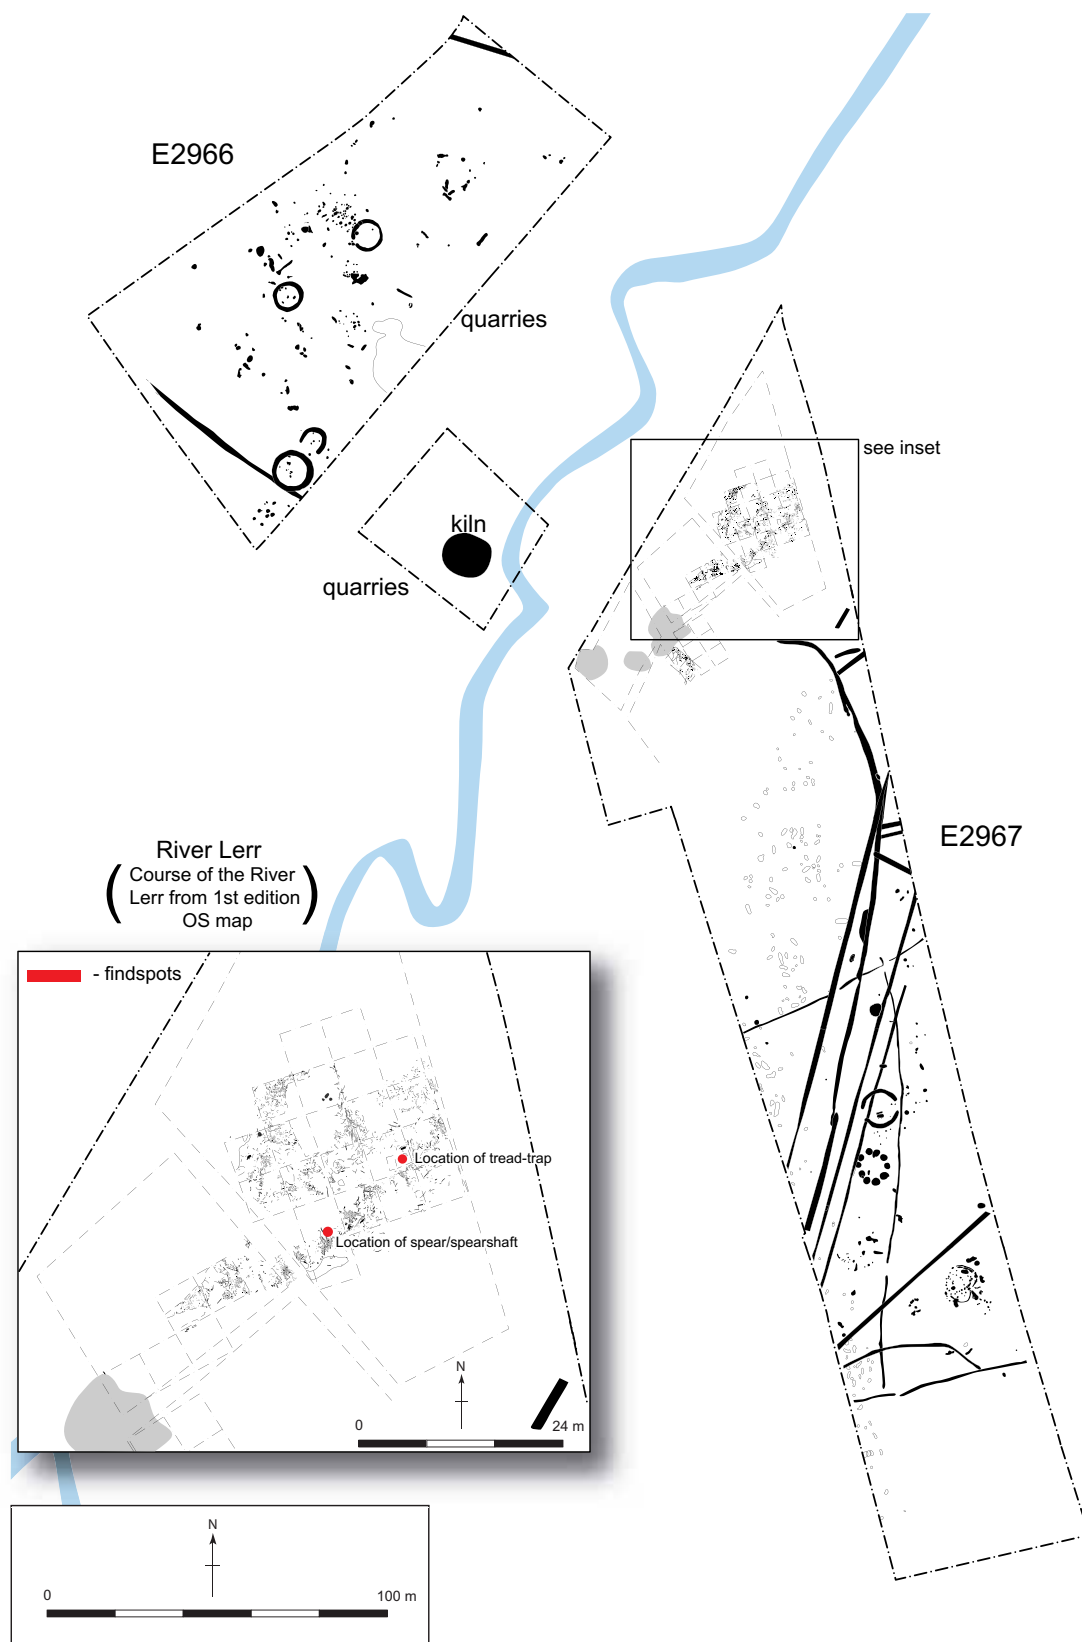 E2966
quarries
see inset
kiln
quarries
E2967
River Lerr
( Course of the River
Lerr from 1st edition
OS map )
- findspots
Location of tread-trap
Location of spear/spearshaft
N
0 24 m
N
0 100 m